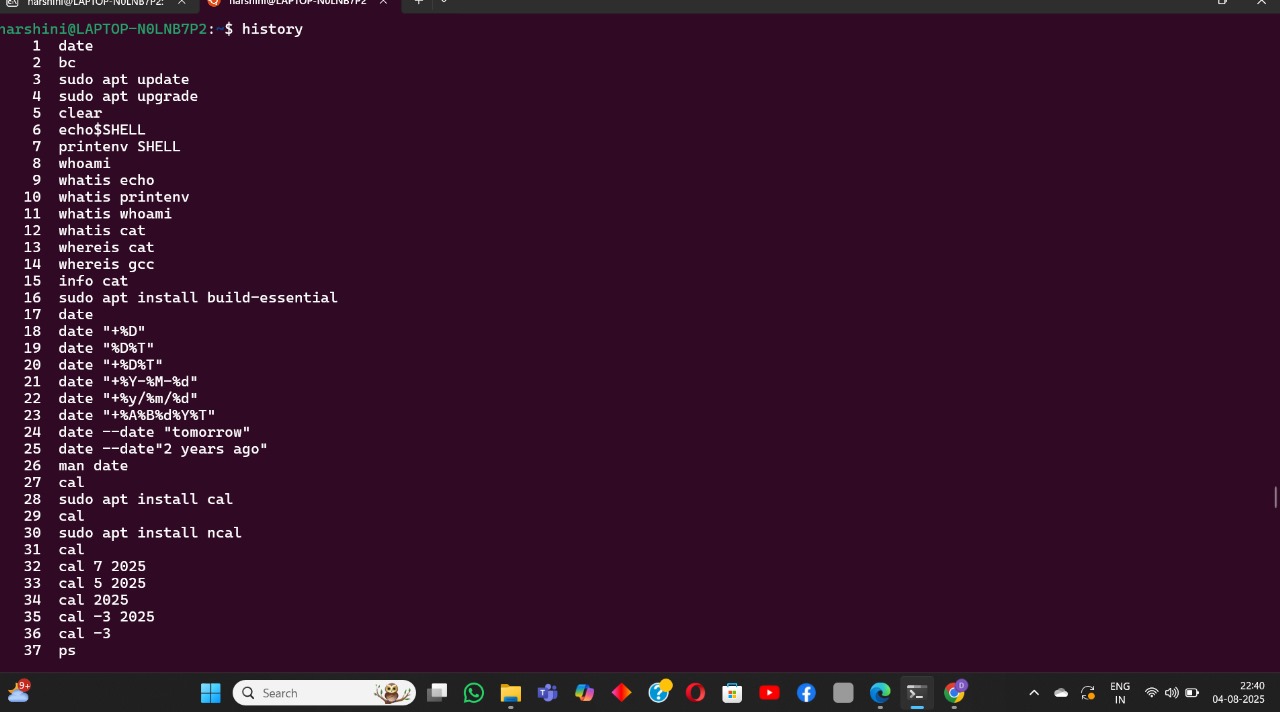 harshini@LAPTOP-N0LNB7P2: harshini@LAPTOP-N0LNB7P2
harshini@LAPTOP-N0LNB7P2:~$ history
1 date
2 bc
3 sudo apt update
4 sudo apt upgrade
5 clear
6 echo$SHELL
7 printenv SHELL
8 whoami
9 whatis echo
10 whatis printenv
11 whatis whoami
12 whatis cat
13 whereis cat
14 whereis gcc
15 info cat
16 sudo apt install build-essential
17 date
18 date "+%D"
19 date "%D%T"
20 date "+%D%T"
21 date "+%Y-%M-%d"
22 date "+%y/%m/%d"
23 date "+%A%B%d%Y%T"
24 date --date "tomorrow"
25 date --date"2 years ago"
26 man date
27 cal
28 sudo apt install cal
29 cal
30 sudo apt install ncal
31 cal
32 cal 7 2025
33 cal 5 2025
34 cal 2025
35 cal -3 2025
36 cal -3
37 ps
9+ Search D ENG 22:40
IN 04-08-2025